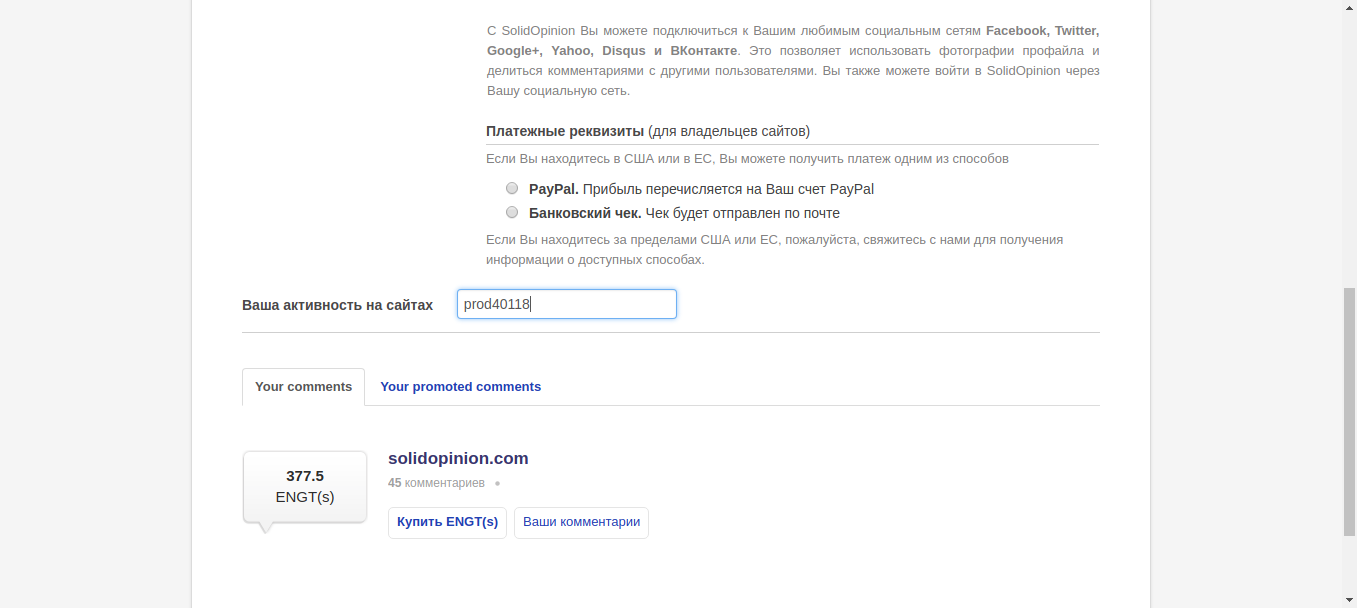 С SolidOpinion Вы можете подключиться к Вашим любимым социальным сетям Facebook, Twitter,
Google+, Yahoo, Disqus и ВКонтакте. Это позволяет использовать фотографии профайла и
делиться комментариями с другими пользователями. Вы также можете войти в SolidOpinion через
Вашу социальную сеть.
Платежные реквизиты (для владельцев сайтов)
Если Вы находитесь в США или в ЕС, Вы можете получить платеж одним из способов
PayPal. Прибыль перечисляется на Ваш счет PayPal
Банковский чек. Чек будет отправлен по почте
Если Вы находитесь за пределами США или ЕС, пожалуйста, свяжитесь с нами для получения
информации о доступных способах.
Ваша активность на сайтах prod40118
Your comments Your promoted comments
377.5
ENGT(s)
solidopinion.com
45 комментариев
Купить ENGT(s) Ваши комментарии